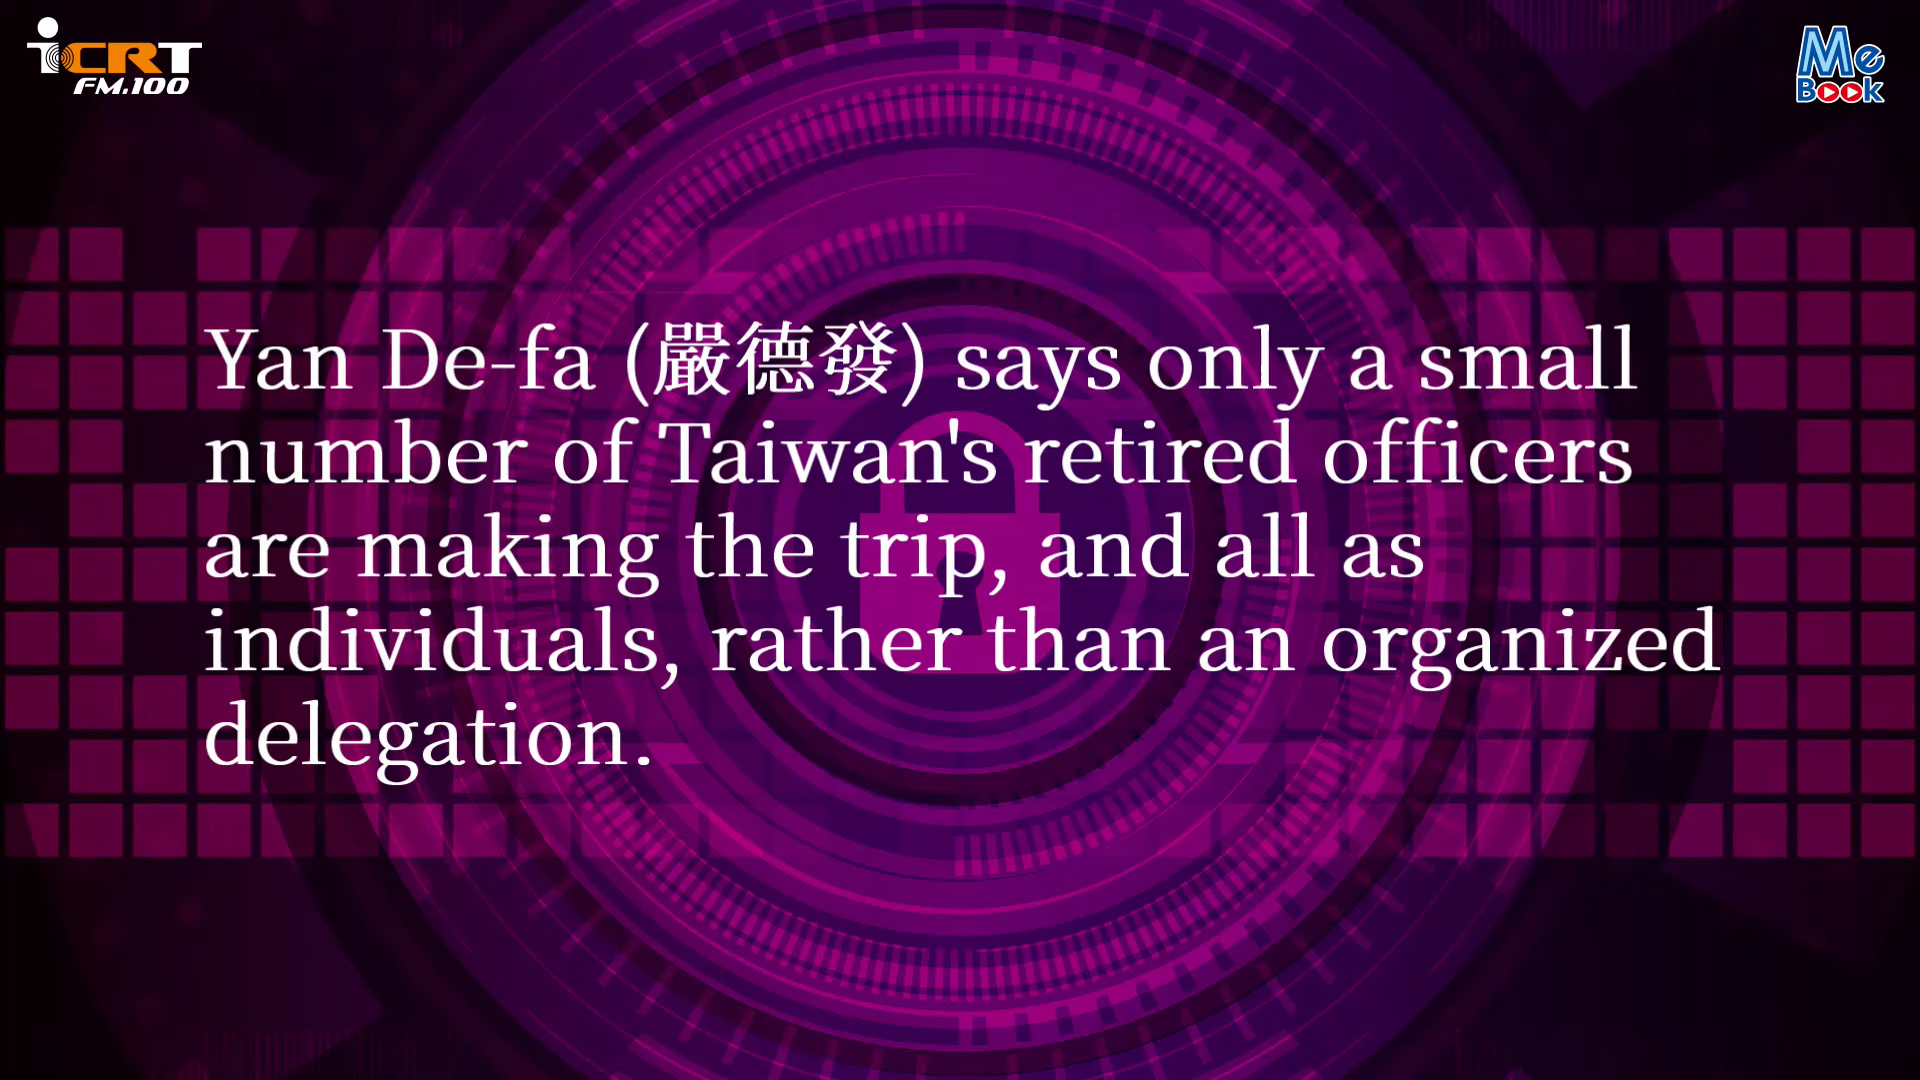 iCRT
FM.100
Me
Book
Yan De-fa (嚴德發) says only a small
number of Taiwan's retired officers
are making the trip, and all as
individuals, rather than an organized
delegation.